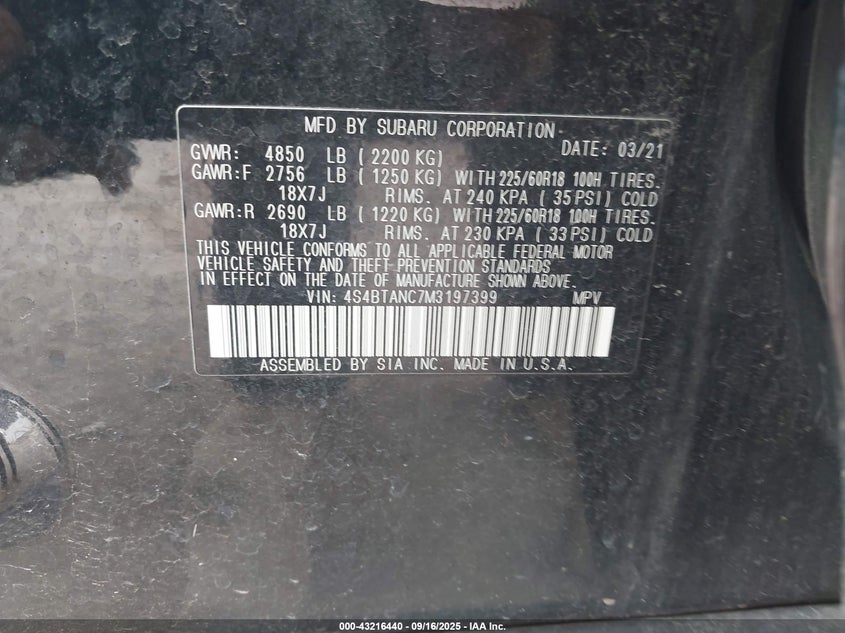 MFD BY SUBARU CORPORATION
DATE: 03/21
GVWR: 4850 LB ( 2200 KG)
GAWR:F 2756 LB ( 1250 KG) WITH 225/60R18 100H TIRES.
18X7J RIMS. AT 240 KPA ( 35 PSI) COLD
GAWR:R 2690 LB ( 1220 KG) WITH 225/60R18 100H TIRES.
18X7J RIMS. AT 230 KPA ( 33 PSI) COLD
THIS VEHICLE CONFORMS TO ALL APPLICABLE FEDERAL MOTOR
VEHICLE SAFETY AND THEFT PREVENTION STANDARDS
IN EFFECT ON THE DATE OF MANUFACTURE SHOWN ABOVE.
VIN: 4S4BTANC7M3197399 MPV
ASSEMBLED BY SIA INC. MADE IN U.S.A.
000-43216440 - 09/16/2025 - IAA Inc.